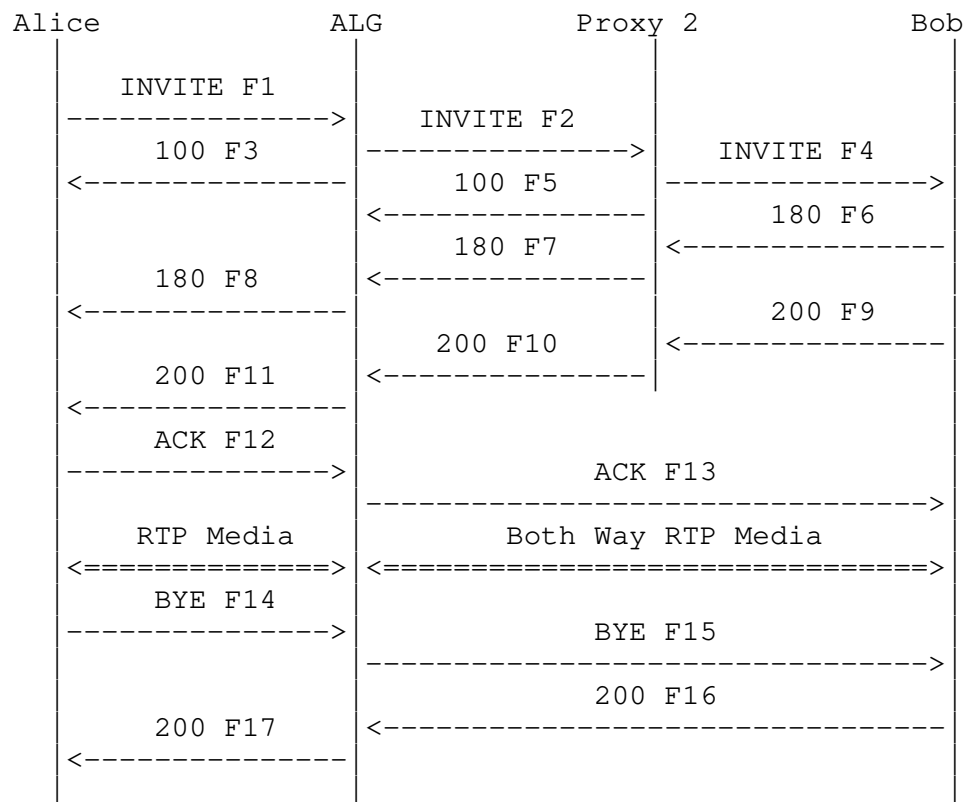 Alice ALG Proxy 2 Bob
INVITE F1
INVITE F2
100 F3 INVITE F4
100 F5
180 F6
180 F7
180 F8
200 F9
200 F10
200 F11
ACK F12
ACK F13
RTP Media Both Way RTP Media
BYE F14
BYE F15
200 F16
200 F17